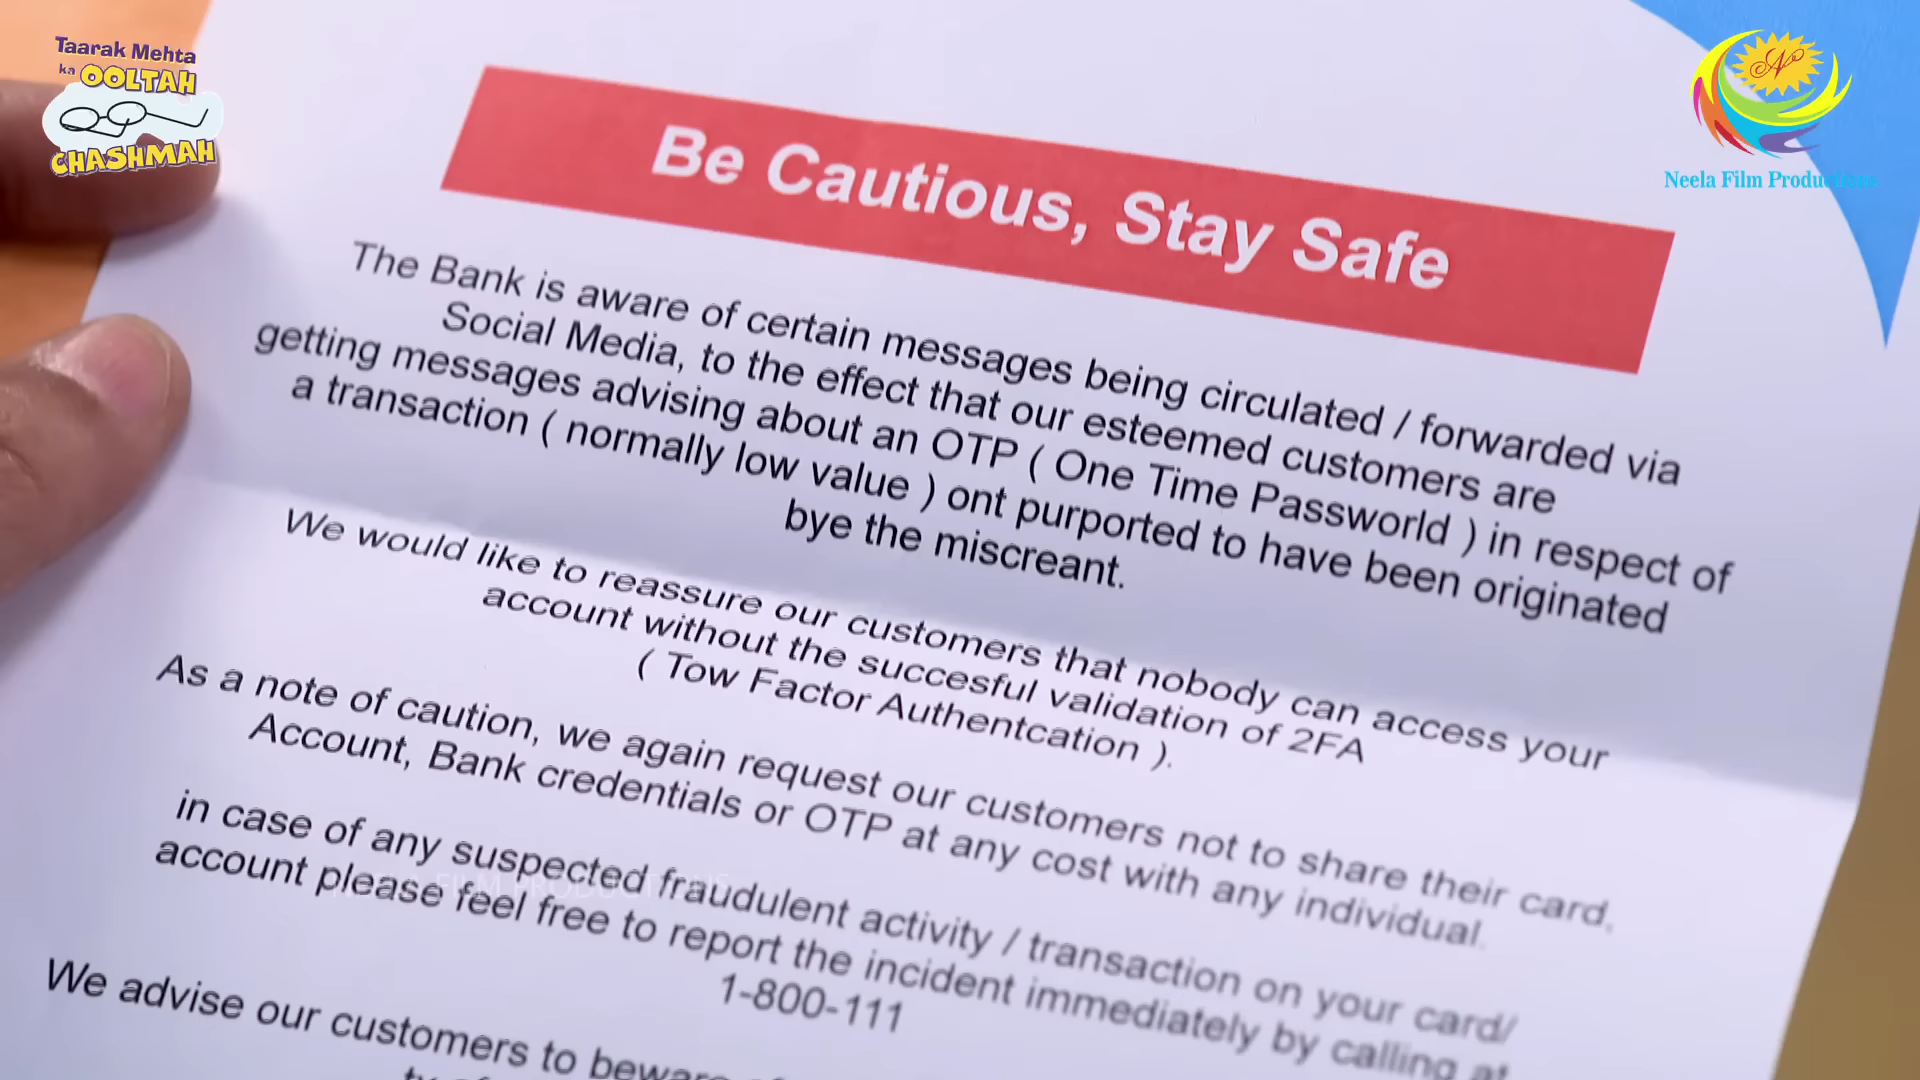 Taarak Mehta
ka OOLTAH
CHASHMAH
Neela Film Productions
Be Cautious, Stay Safe
The Bank is aware of certain messages being circulated / forwarded via
Social Media, to the effect that our esteemed customers are
getting messages advising about an OTP ( One Time Passworld ) in respect of
a transaction ( normally low value ) ont purported to have been originated
bye the miscreant.
We would like to reassure our customers that nobody can access your
account without the succesful validation of 2FA
( Tow Factor Authentcation ).
As a note of caution, we again request our customers not to share their card,
Account, Bank credentials or OTP at any cost with any individual.
in case of any suspected fraudulent activity / transaction on your card/
account please feel free to report the incident immediately by calling at
1-800-111
We advise our customers to beware
FILM PRODUCTIONS